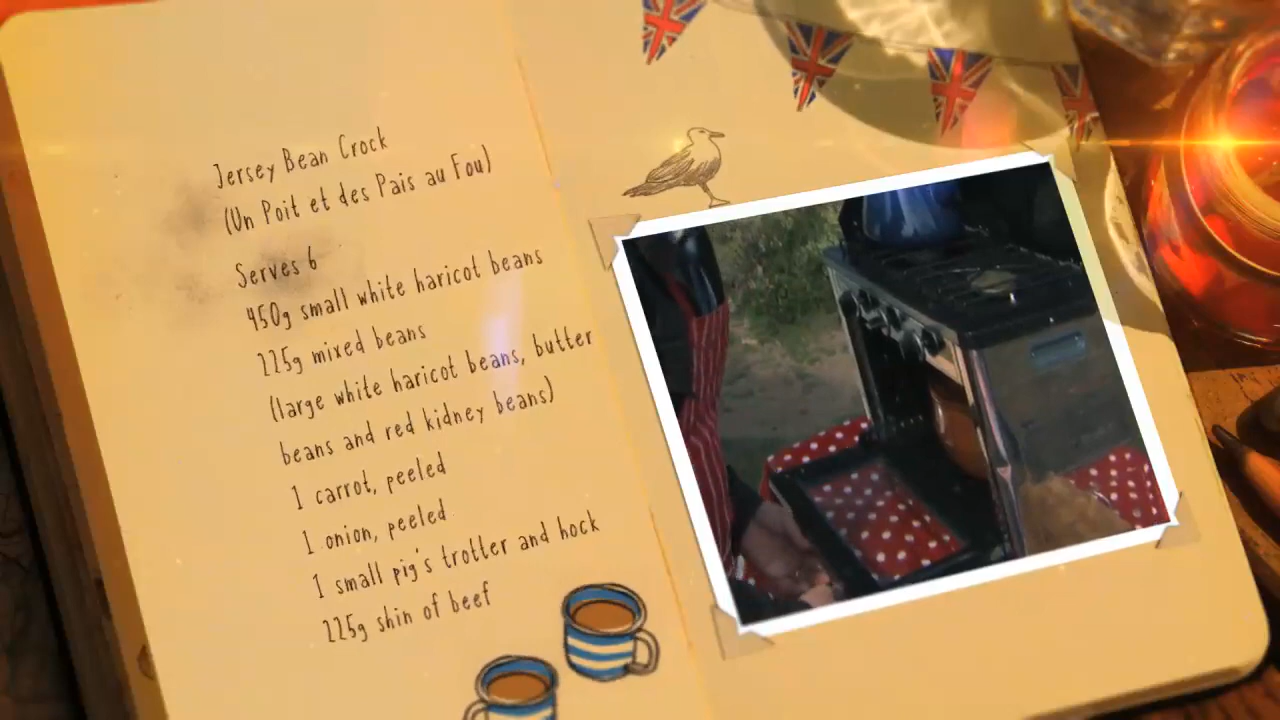 Jersey Bean Crock
(Un Poit et des Pais au Fou)
Serves 6
450g small white haricot beans
225g mixed beans
(large white haricot beans, butter
beans and red kidney beans)
1 carrot, peeled
1 onion, peeled
1 small pig's trotter and hock
225g shin of beef